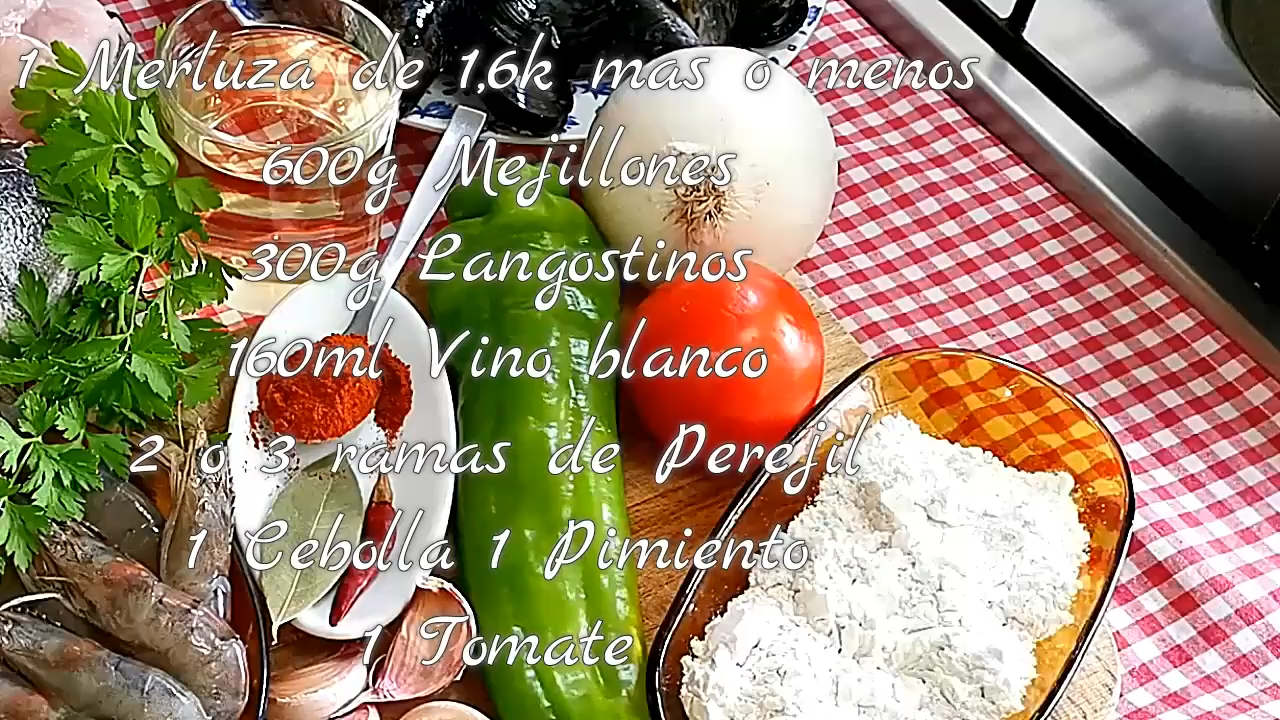 1 Merluza de 1,6k mas o menos
600g Mejillones
300g Langostinos
160ml Vino blanco
2 o 3 ramas de Perejil
1 Cebolla 1 Pimiento
1 Tomate